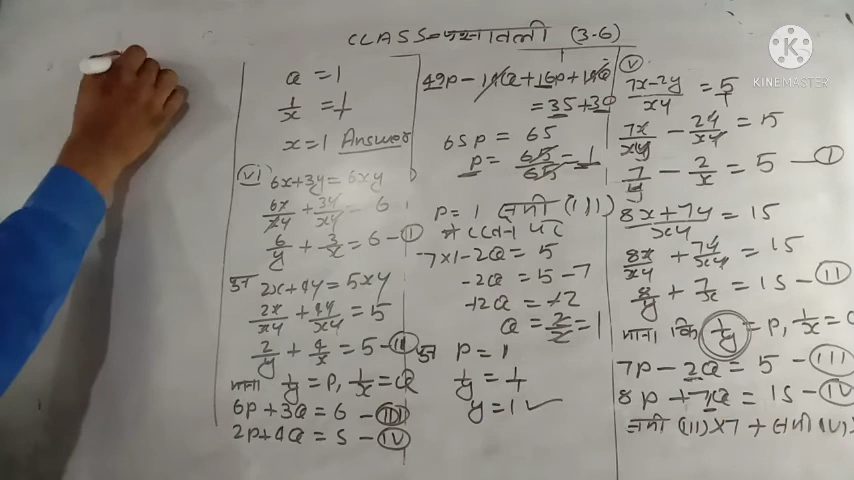 CLASS - प्रश्नावली (3.6)
KINEMASTER
(v) 7x-2y/xy = 5/1
7x/xy - 2y/xy = 5
7/y - 2/x = 5 - (I)
8x+7y/xy = 15
8x/xy + 7y/xy = 15
8/y + 7/x = 15 - (II)
माना कि 1/y = P, 1/x = Q
7P - 2Q = 5 - (III)
8P + 7Q = 15 - (IV)
समी (III) X7 + समी (IV) X
49P - 14Q + 16P + 14Q
= 35+30
65P = 65
P = 65/65 = 1
P = 1 समी (III)
में रखने पर
7x1-2Q = 5
-2Q = 5-7
+2Q = +2
Q = 2/2 = 1
P = 1
1/y = 1/1
y = 1
Q = 1
1/x = 1
x = 1 Answer
(vi) 6x+3y = 6xy
6x/xy + 3y/xy = 6
6/y + 3/x = 6 - (I)
2x+4y = 5xy
2x/xy + 4y/xy = 5
2/y + 4/x = 5 - (II)
माना 1/y = P, 1/x = Q
6P + 3Q = 6 - (III)
2P + 4Q = 5 - (IV)